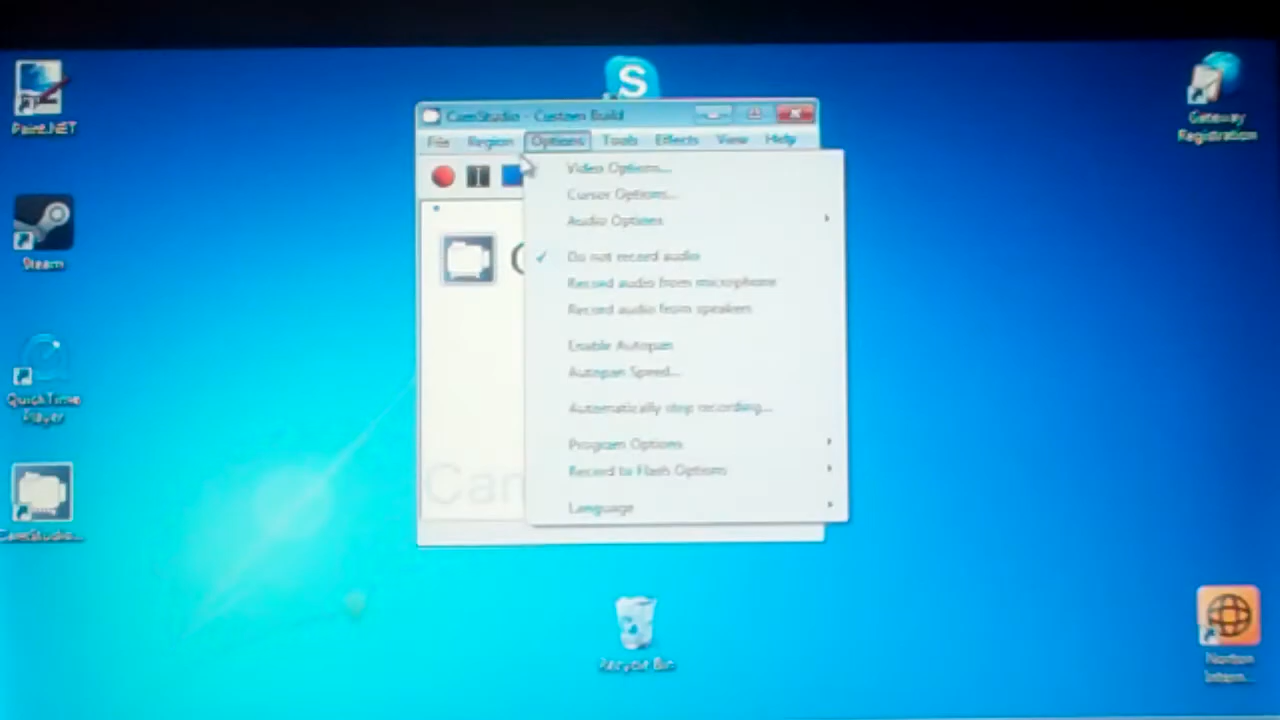 Paint.NET
Steam
QuickTime
Player
CamStudio...
S
Gateway
Registration
CamStudio - Custom Build
File Region Options Tools Effects View Help
Video Options...
Cursor Options...
Audio Options
Do not record audio
Record audio from microphone
Record audio from speakers
Enable Autopan
Autopan Speed...
Automatically stop recording...
Program Options
Record to Flash Options
Language
Cam
Recycle Bin
Norton
Intern...